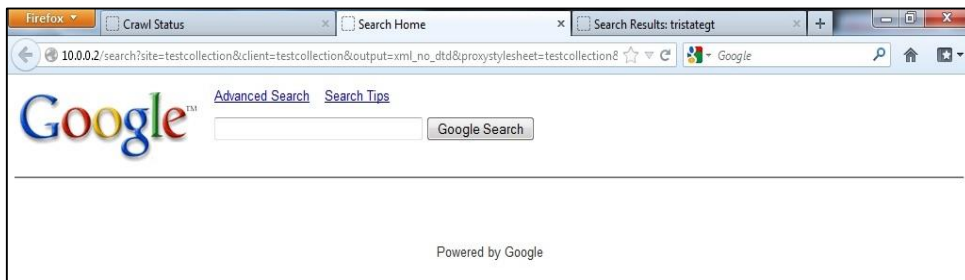 Firefox
Crawl Status
Search Home
Search Results: tristategt
10.0.0.2/search?site=testcollection&client=testcollection&output=xml_no_dtd&proxystylesheet=testcollection&
Google
Google™
Advanced Search Search Tips
Google Search
Powered by Google